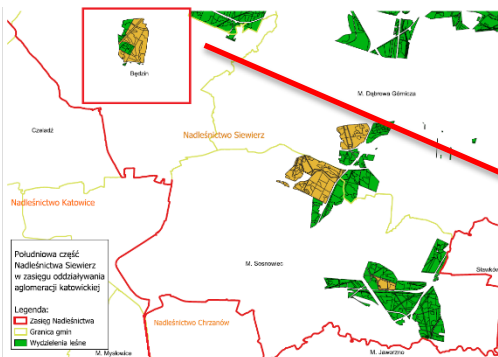 Będzin
M. Dąbrowa Górnicza
Czeladź
Nadleśnictwo Siewierz
Nadleśnictwo Katowice
Południowa część
Nadleśnictwa Siewierz
w zasięgu oddziaływania
aglomeracji katowickiej
Legenda:
Zasięg Nadleśnictwa
Granica gmin
Wydzielenia leśne
M. Sosnowiec
Sławków
Nadleśnictwo Chrzanów
M. Mysłowice
M. Jaworzno